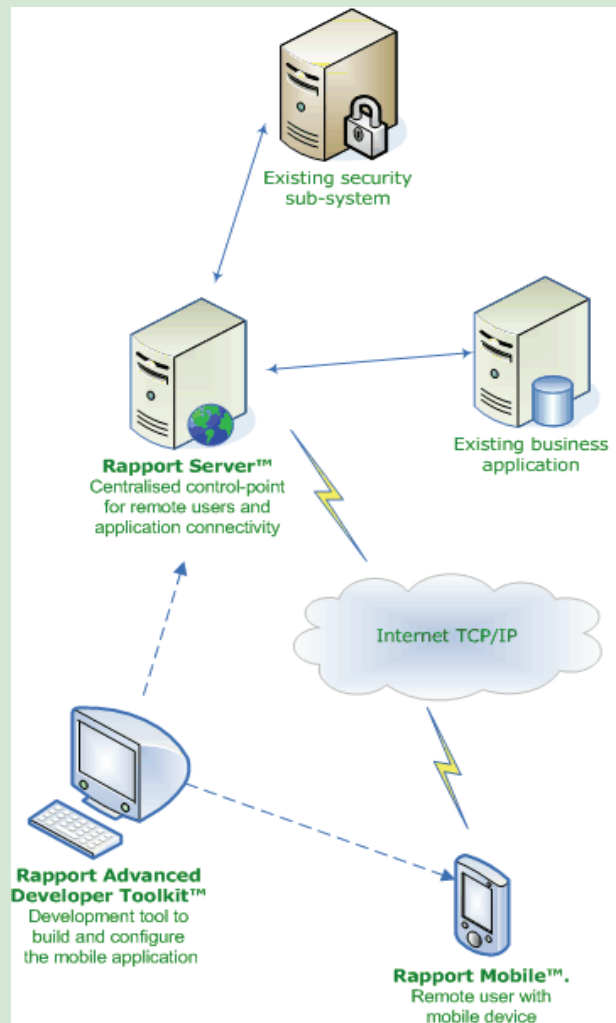 Existing security
sub-system
Existing business
application
Rapport Server™
Centralised control-point
for remote users and
application connectivity
Internet TCP/IP
Rapport Advanced
Developer Toolkit™
Development tool to
build and configure
the mobile application
Rapport Mobile™.
Remote user with
mobile device